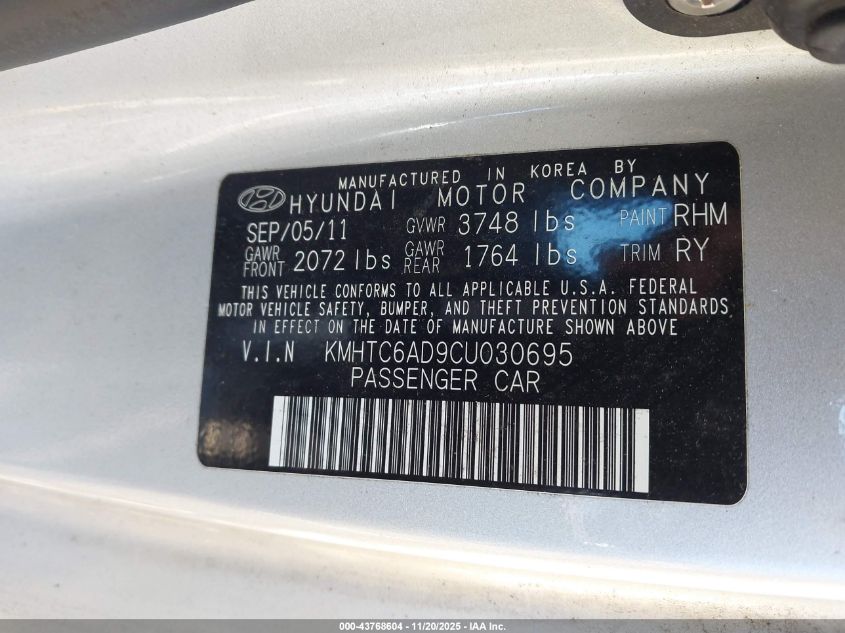 MANUFACTURED IN KOREA BY
HYUNDAI MOTOR COMPANY
SEP/05/11 GVWR 3748 lbs PAINT RHM
GAWR FRONT 2072 lbs GAWR REAR 1764 lbs TRIM RY
THIS VEHICLE CONFORMS TO ALL APPLICABLE U.S.A. FEDERAL
MOTOR VEHICLE SAFETY, BUMPER, AND THEFT PREVENTION STANDARDS
IN EFFECT ON THE DATE OF MANUFACTURE SHOWN ABOVE
V.I.N KMHTC6AD9CU030695
PASSENGER CAR
000-43768604 - 11/20/2025 - IAA Inc.